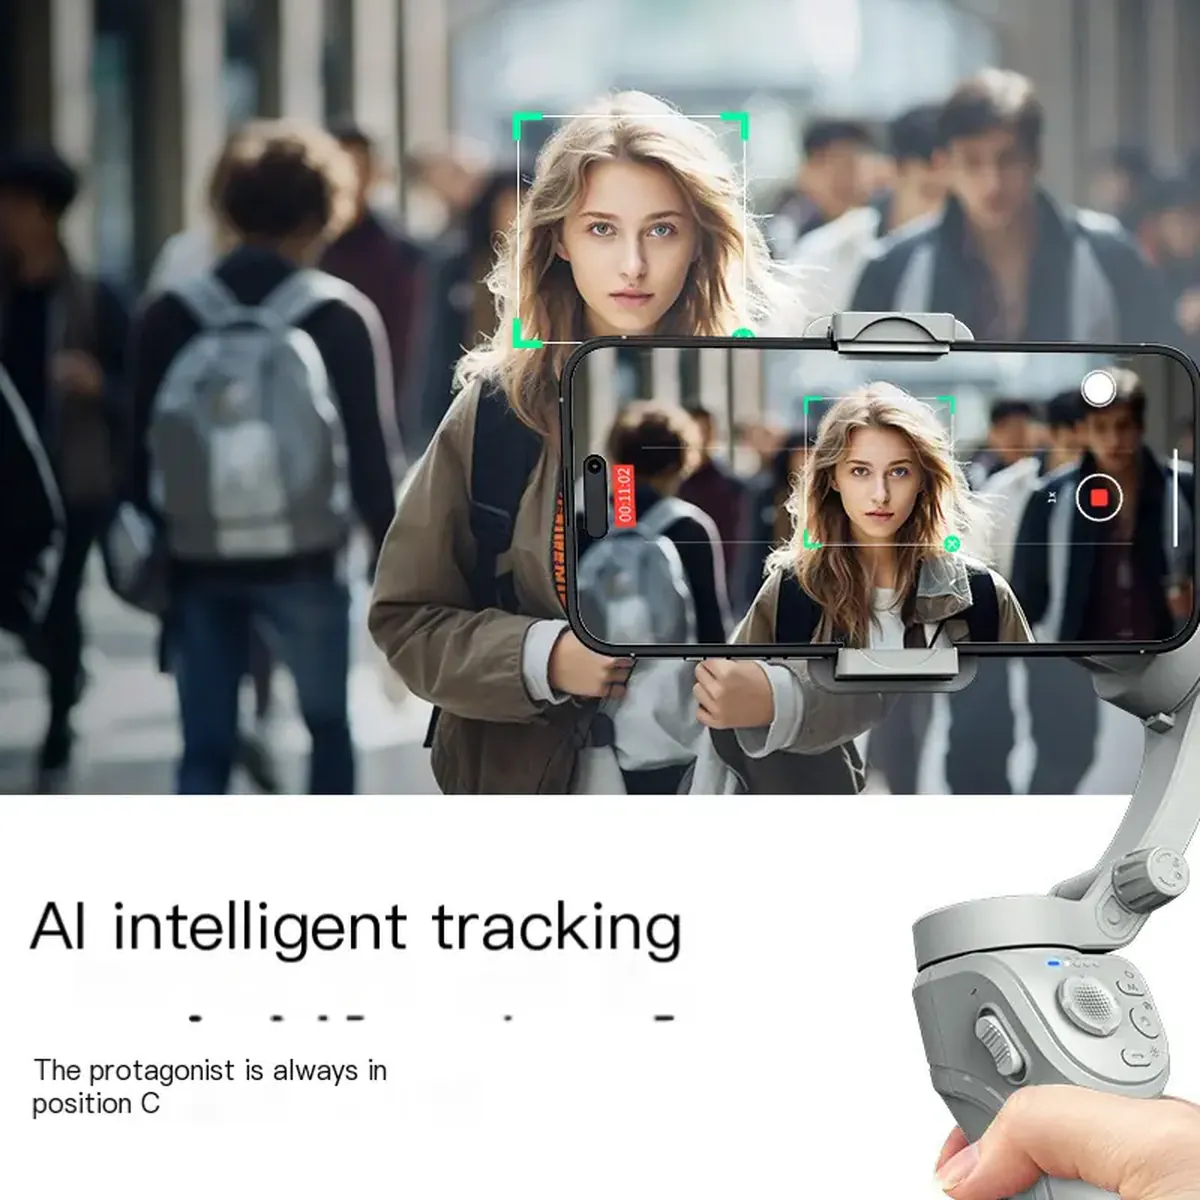 00:11:02
1x
AI intelligent tracking
The protagonist is always in
position C